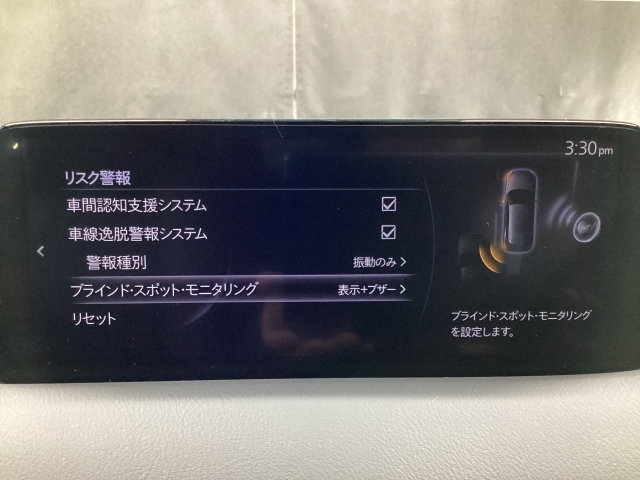 3:30pm
リスク警報
車間認知支援システム
車線逸脱警報システム
警報種別 振動のみ
ブラインド・スポット・モニタリング 表示+ブザー
リセット
ブラインド・スポット・モニタリング
を設定します。